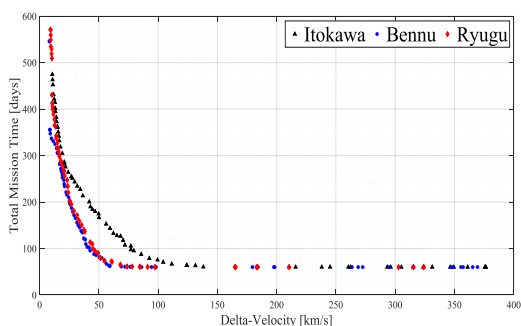 Itokawa Bennu Ryugu
Total Mission Time [days]
600
500
400
300
200
100
0
0 50 100 150 200 250 300 350 400
Delta-Velocity [km/s]